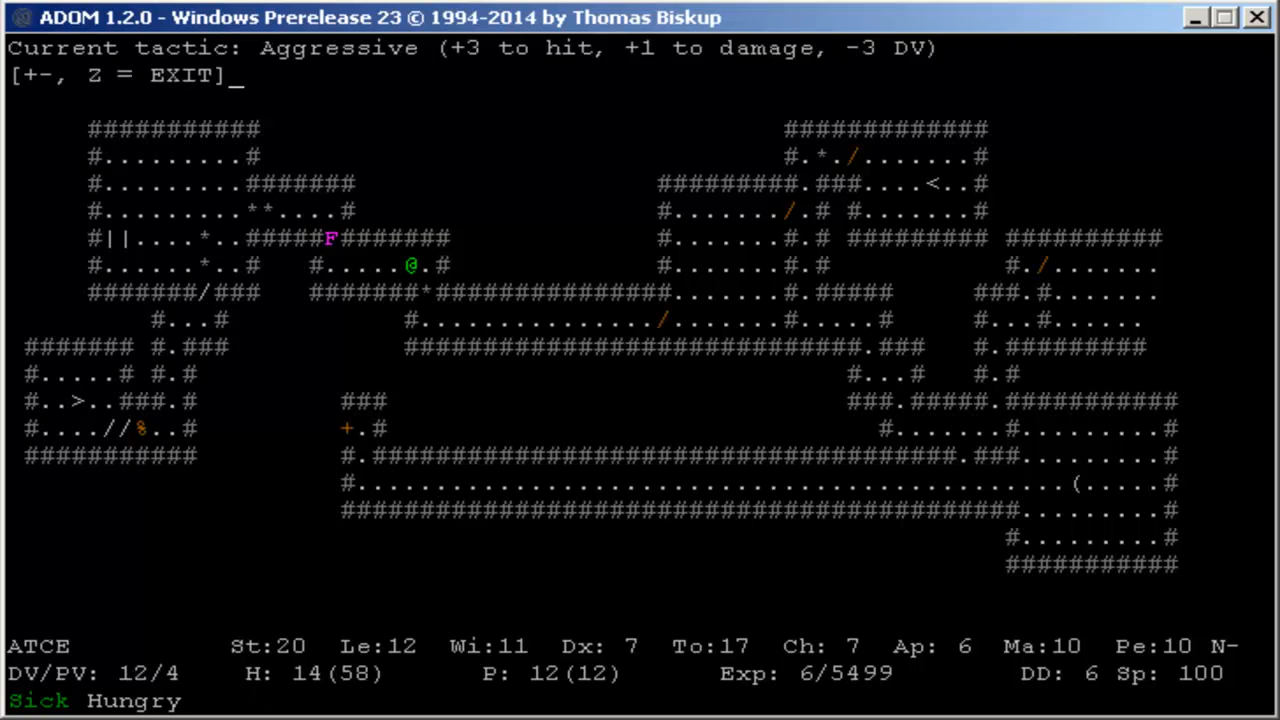 ADOM 1.2.0 - Windows Prerelease 23 © 1994-2014 by Thomas Biskup
Current tactic: Aggressive (+3 to hit, +1 to damage, -3 DV)
[+-, Z = EXIT]_
ATCE St:20 Le:12 Wi:11 Dx: 7 To:17 Ch: 7 Ap: 6 Ma:10 Pe:10 N-
DV/PV: 12/4 H: 14(58) P: 12(12) Exp: 6/5499 DD: 6 Sp: 100
Sick Hungry